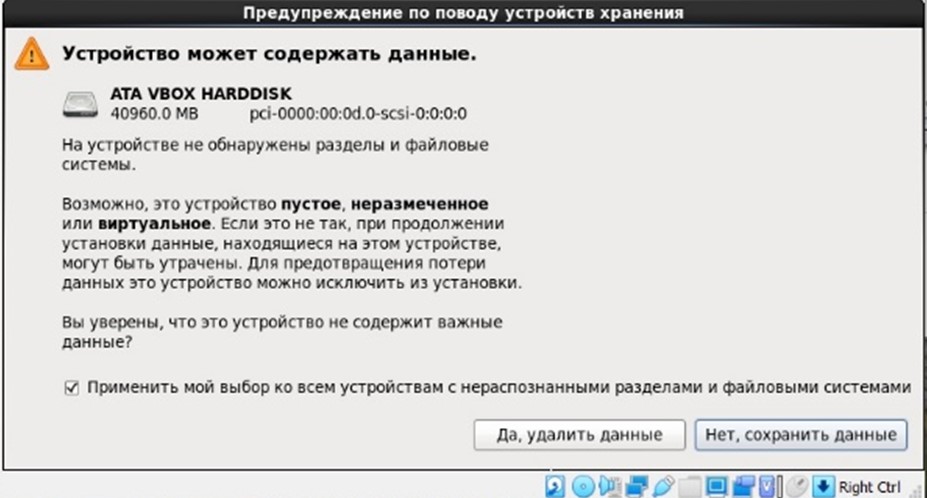 Предупреждение по поводу устройств хранения
Устройство может содержать данные.
ATA VBOX HARDDISK
40960.0 MB pci-0000:00:0d.0-scsi-0:0:0:0
На устройстве не обнаружены разделы и файловые
системы.
Возможно, это устройство пустое, неразмеченное
или виртуальное. Если это не так, при продолжении
установки данные, находящиеся на этом устройстве,
могут быть утрачены. Для предотвращения потери
данных это устройство можно исключить из установки.
Вы уверены, что это устройство не содержит важные
данные?
Применить мой выбор ко всем устройствам с нераспознанными разделами и файловыми системами
Да, удалить данные Нет, сохранить данные
Right Ctrl